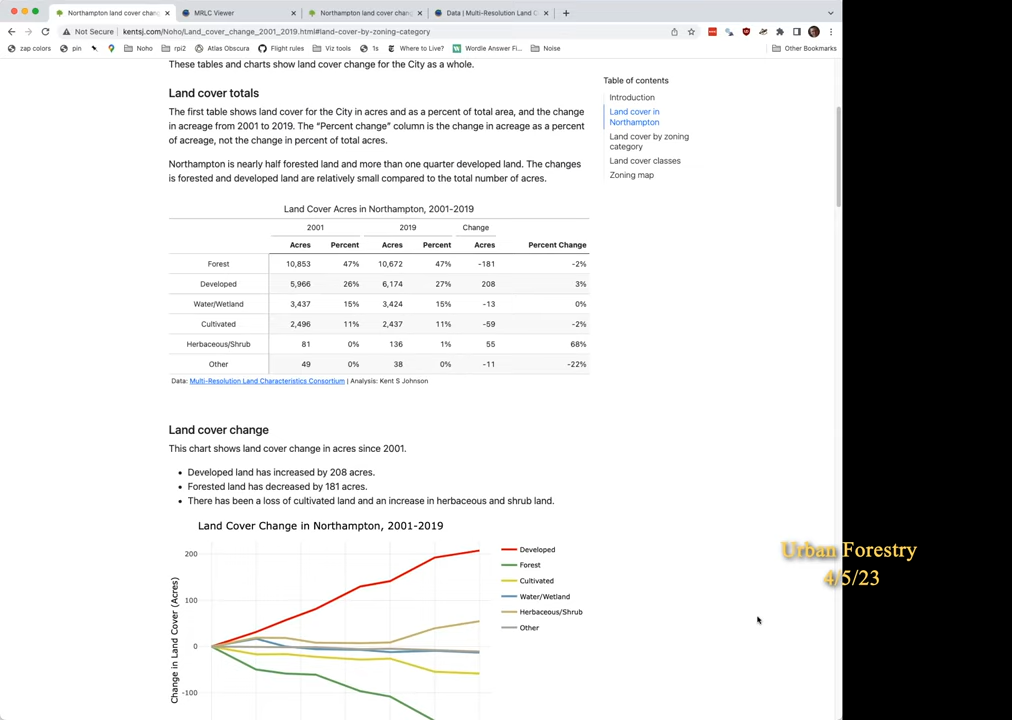 Northampton land cover chan
MRLC Viewer
Northampton land cover chang
Data | Multi-Resolution Land C
Not Secure
kentsj.com/Noho/Land_cover_change_2001_2019.html#land-cover-by-zoning-category
zap colors
pin
Noho
rpi2
Atlas Obscura
Flight rules
Viz tools
1s
Where to Live?
Wordle Answer Fi...
Noise
Other Bookmarks
These tables and charts show land cover change for the City as a whole.
Land cover totals
The first table shows land cover for the City in acres and as a percent of total area, and the change
in acreage from 2001 to 2019. The “Percent change” column is the change in acreage as a percent
of acreage, not the change in percent of total acres.
Northampton is nearly half forested land and more than one quarter developed land. The changes
is forested and developed land are relatively small compared to the total number of acres.
Land Cover Acres in Northampton, 2001-2019
2001 2019 Change
Acres Percent Acres Percent Acres Percent Change
Forest 10,853 47% 10,672 47% -181 -2%
Developed 5,966 26% 6,174 27% 208 3%
Water/Wetland 3,437 15% 3,424 15% -13 0%
Cultivated 2,496 11% 2,437 11% -59 -2%
Herbaceous/Shrub 81 0% 136 1% 55 68%
Other 49 0% 38 0% -11 -22%
Data: Multi-Resolution Land Characteristics Consortium | Analysis: Kent S Johnson
Land cover change
This chart shows land cover change in acres since 2001.
• Developed land has increased by 208 acres.
• Forested land has decreased by 181 acres.
• There has been a loss of cultivated land and an increase in herbaceous and shrub land.
Land Cover Change in Northampton, 2001-2019
Change in Land Cover (Acres)
200
100
0
-100
Developed
Forest
Cultivated
Water/Wetland
Herbaceous/Shrub
Other
Table of contents
Introduction
Land cover in
Northampton
Land cover by zoning
category
Land cover classes
Zoning map
Urban Forestry
4/5/23